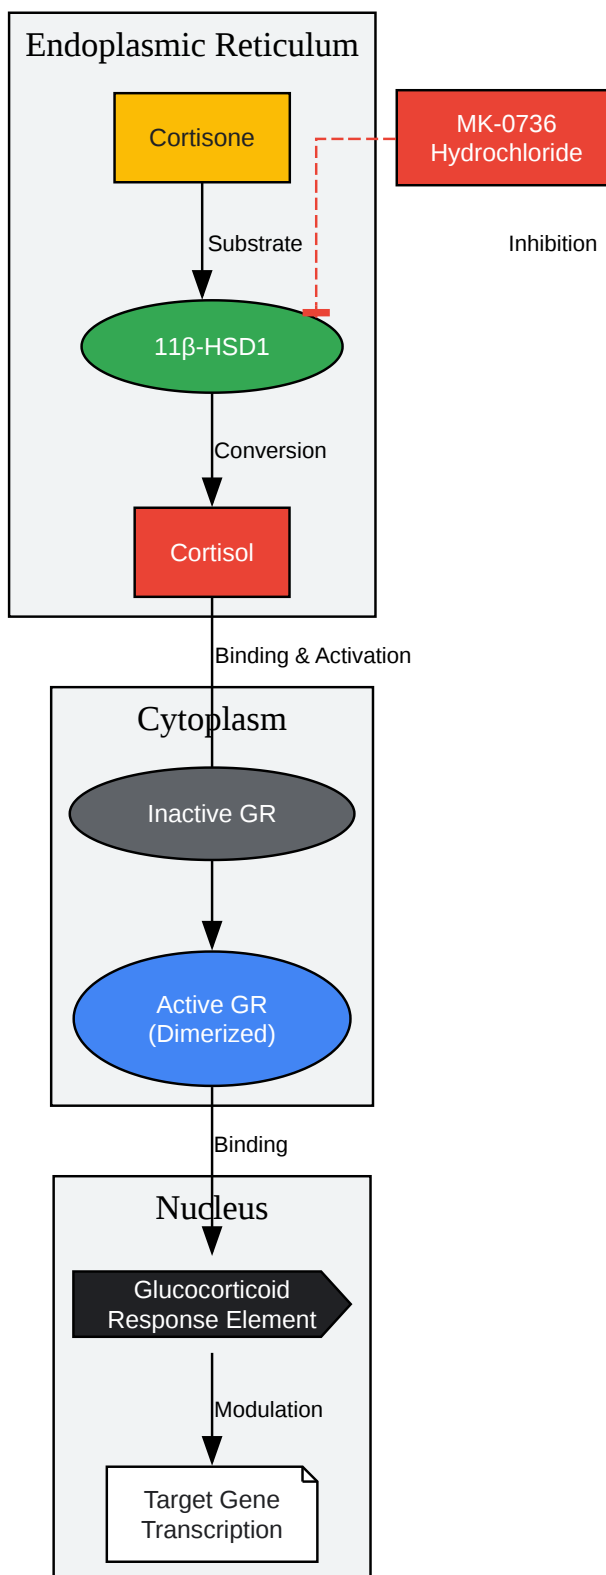 Endoplasmic Reticulum
Cortisone
MK-0736
Hydrochloride
Substrate
Inhibition
11β-HSD1
Conversion
Cortisol
Binding & Activation
Cytoplasm
Inactive GR
Active GR
(Dimerized)
Binding
Nucleus
Glucocorticoid
Response Element
Modulation
Target Gene
Transcription